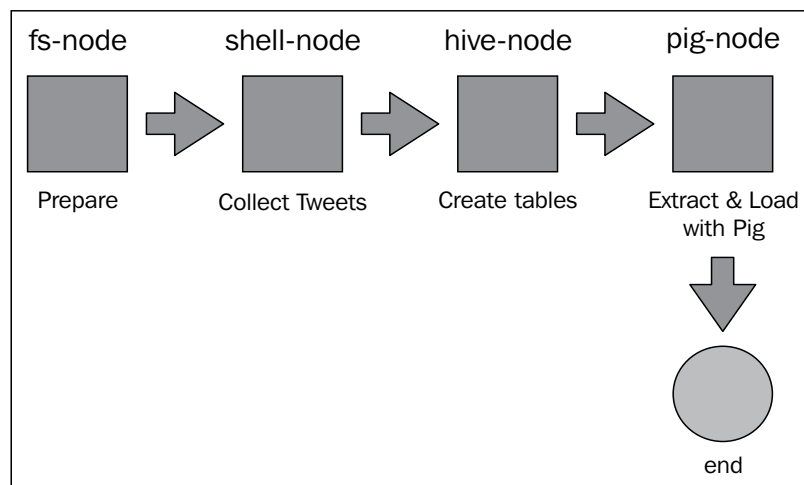 fs-node
shell-node
hive-node
pig-node
Prepare
Collect Tweets
Create tables
Extract & Load
with Pig
end